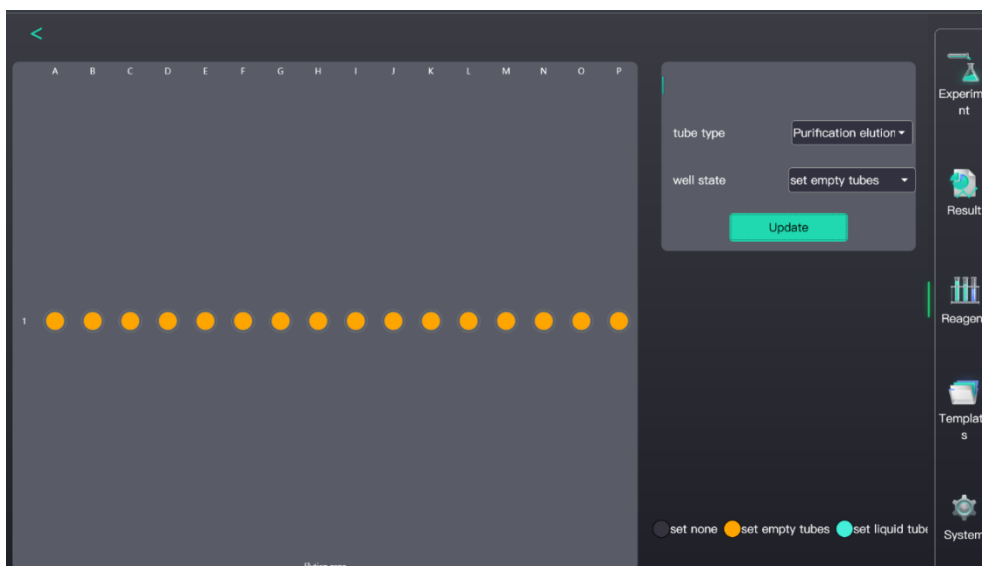 <
A B C D E F G H I J K L M N O P
1
tube type Purification elution
well state set empty tubes
Update
set none set empty tubes set liquid tube
Experim
nt
Result
Reagen
Templat
s
System